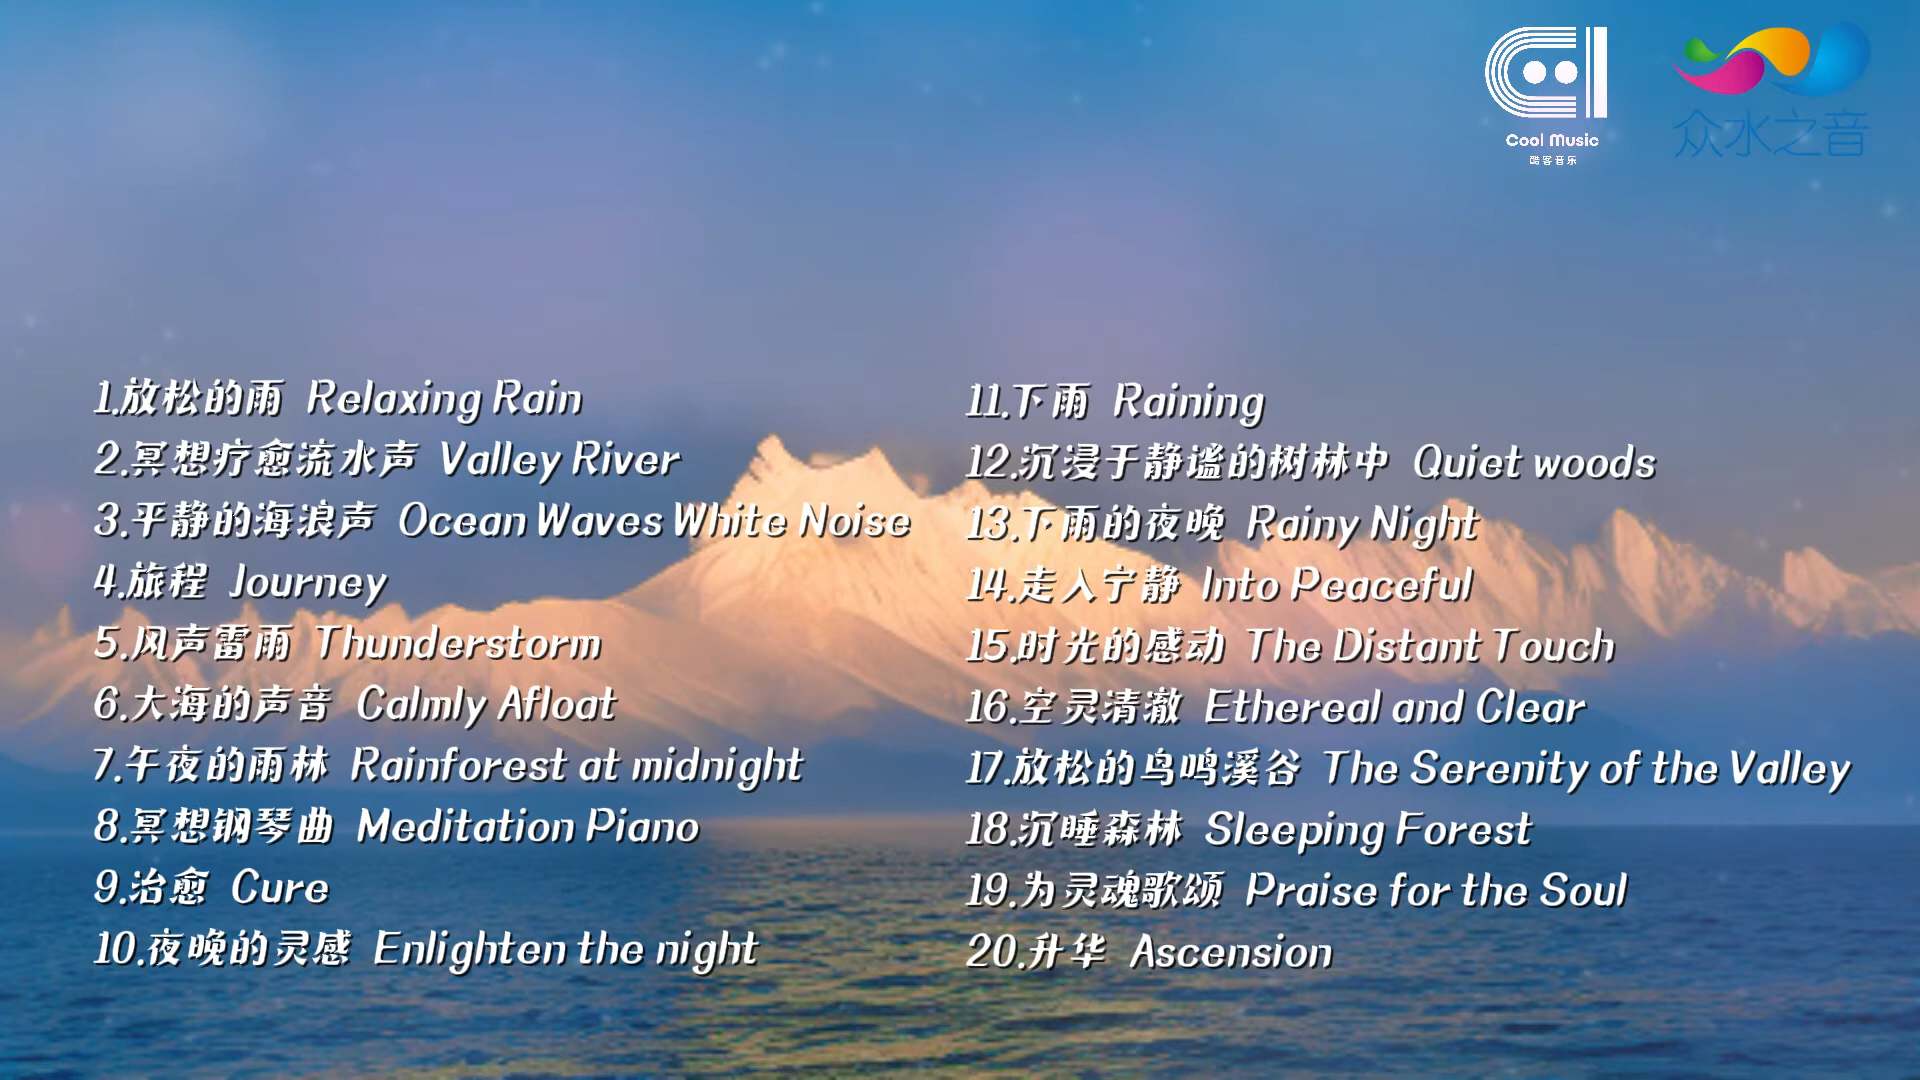 Cool Music
酷客音乐
众水之音
1.放松的雨 Relaxing Rain
2.冥想疗愈流水声 Valley River
3.平静的海浪声 Ocean Waves White Noise
4.旅程 Journey
5.风声雷雨 Thunderstorm
6.大海的声音 Calmly Afloat
7.午夜的雨林 Rainforest at midnight
8.冥想钢琴曲 Meditation Piano
9.治愈 Cure
10.夜晚的灵感 Enlighten the night
11.下雨 Raining
12.沉浸于静谧的树林中 Quiet woods
13.下雨的夜晚 Rainy Night
14.走入宁静 Into Peaceful
15.时光的感动 The Distant Touch
16.空灵清澈 Ethereal and Clear
17.放松的鸟鸣溪谷 The Serenity of the Valley
18.沉睡森林 Sleeping Forest
19.为灵魂歌颂 Praise for the Soul
20.升华 Ascension